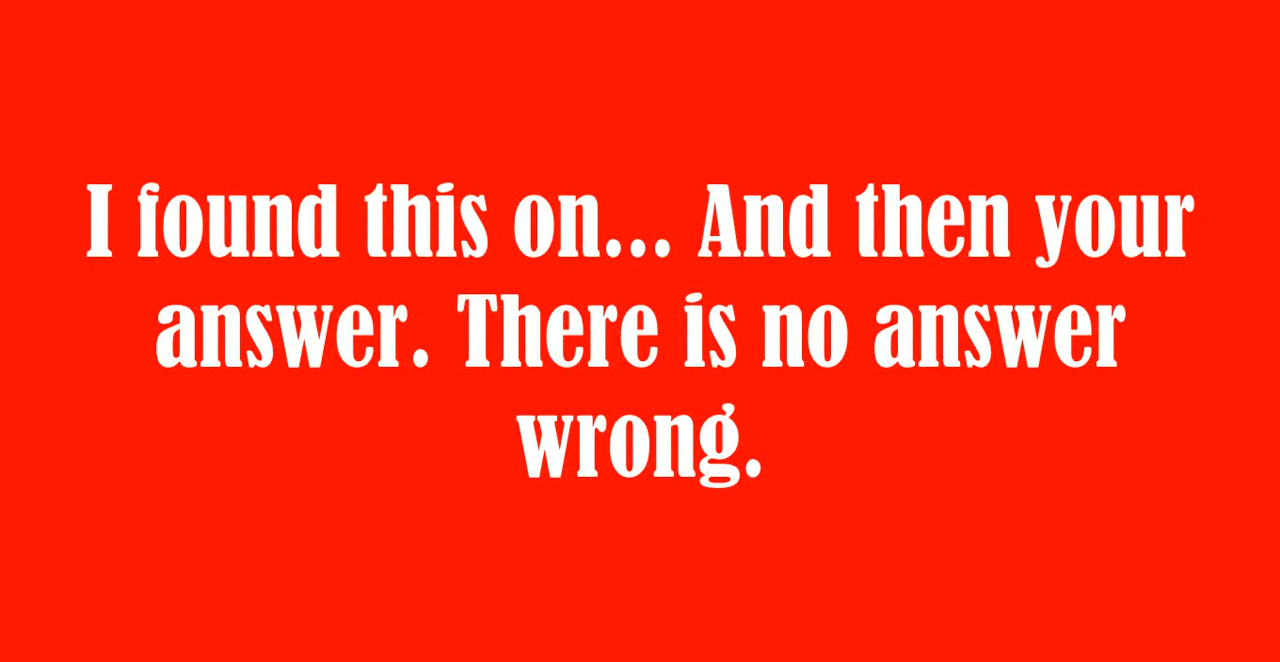 I found this on... And then your
answer. There is no answer
wrong.